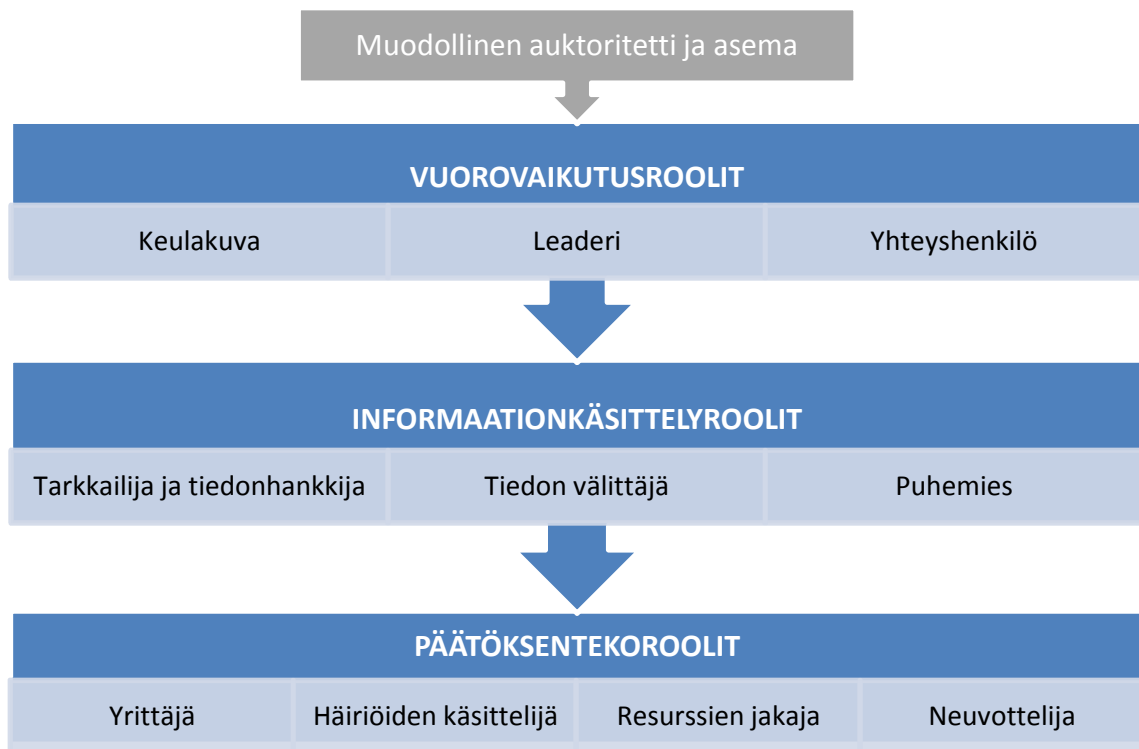 Muodollinen auktoritetti ja asema
VUOROVAIKUTUSROOLIT
Keulakuva Leaderi Yhteyshenkilö
INFORMAATIONKÄSITTELYROOLIT
Tarkkailija ja tiedonhankkija Tiedon välittäjä Puhemies
PÄÄTÖKSENTEKOROOLIT
Yrittäjä Häiriöiden käsittelijä Resurssien jakaja Neuvottelija